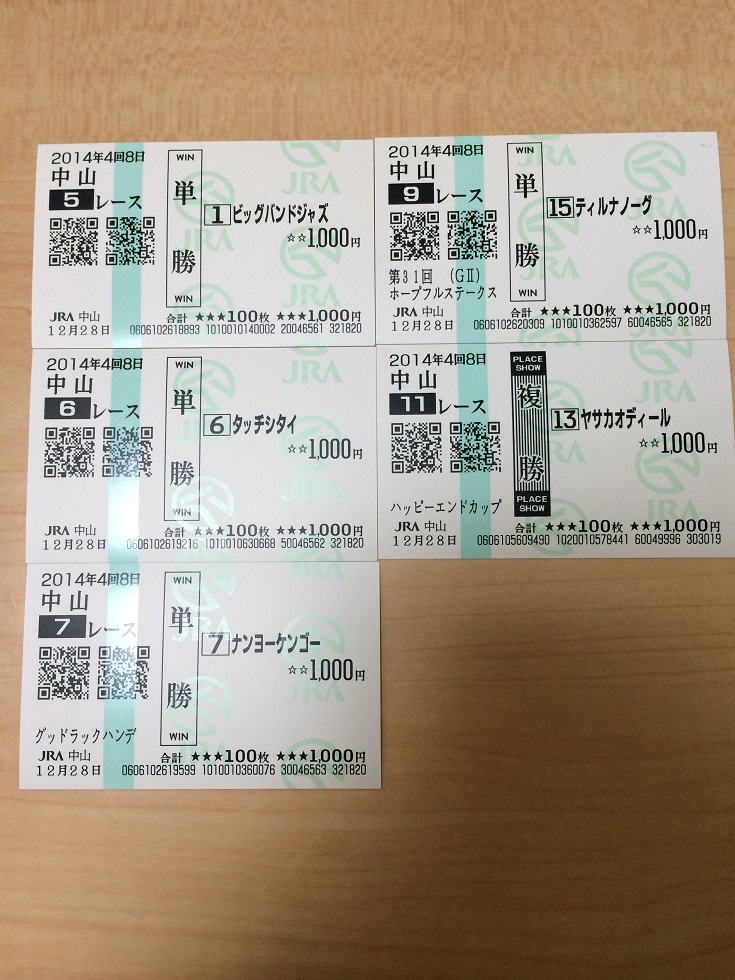 2014年4回8日
中山
5レース
WIN
単勝
WIN
1 ビッグバンドジャズ
☆☆1,000円
JRA 中山
12月28日
合計 ★★★100枚 ★★★1,000円
0606102618893 1010010140002 20046561 321820
JRA
2014年4回8日
中山
9レース
WIN
単勝
WIN
15 ティルナノーグ
☆☆1,000円
第31回 (GII)
ホープフルステークス
JRA 中山
12月28日
合計 ★★★100枚 ★★★1,000円
0606102620309 1010010362597 60046565 321820
JRA
2014年4回8日
中山
6レース
WIN
単勝
WIN
6 タッチシタイ
☆☆1,000円
JRA 中山
12月28日
合計 ★★★100枚 ★★★1,000円
0606102619216 1010010630668 50046562 321820
JRA
2014年4回8日
中山
11レース
PLACE
SHOW
複勝
PLACE
SHOW
13 ヤサカオディール
☆☆1,000円
ハッピーエンドカップ
JRA 中山
12月28日
合計 ★★★100枚 ★★★1,000円
0606105609490 1020010578441 60049996 303019
JRA
2014年4回8日
中山
7レース
WIN
単勝
WIN
7 ナンヨーケンゴー
☆☆1,000円
グッドラックハンデ
JRA 中山
12月28日
合計 ★★★100枚 ★★★1,000円
0606102619599 1010010360076 30046563 321820
JRA